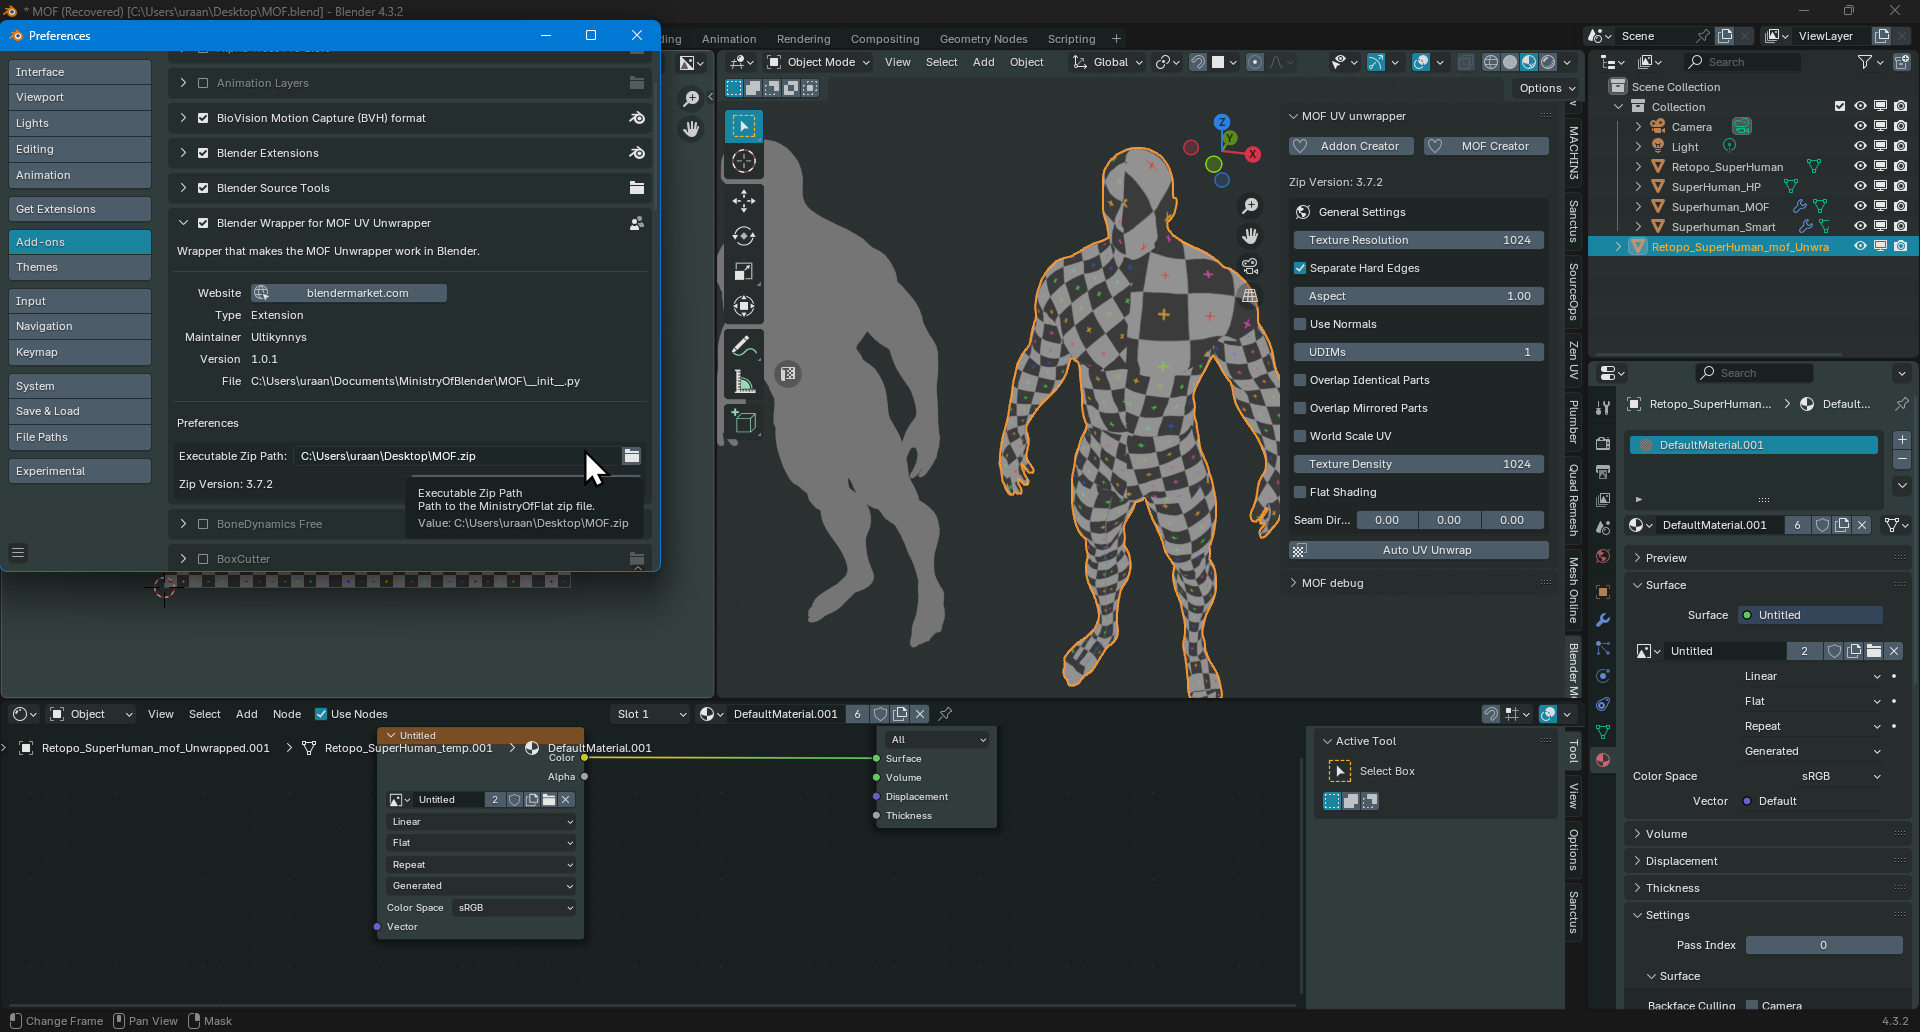 * MOF (Recovered) [C:\Users\uraan\Desktop\MOF.blend] - Blender 4.3.2
Preferences
Interface
Viewport
Lights
Editing
Animation
Get Extensions
Add-ons
Themes
Input
Navigation
Keymap
System
Save & Load
File Paths
Experimental
Animation Layers
BioVision Motion Capture (BVH) format
Blender Extensions
Blender Source Tools
Blender Wrapper for MOF UV Unwrapper
Wrapper that makes the MOF Unwrapper work in Blender.
Website blendermarket.com
Type Extension
Maintainer Ultikynnys
Version 1.0.1
File C:\Users\uraan\Documents\MinistryOfBlender\MOF\__init__.py
Preferences
Executable Zip Path: C:\Users\uraan\Desktop\MOF.zip
Zip Version: 3.7.2
Executable Zip Path
Path to the MinistryOfFlat zip file.
Value: C:\Users\uraan\Desktop\MOF.zip
BoneDynamics Free
BoxCutter
Animation Rendering Compositing Geometry Nodes Scripting +
Scene ViewLayer
Object Mode View Select Add Object Global
Options
MOF UV unwrapper
Addon Creator MOF Creator
Zip Version: 3.7.2
General Settings
Texture Resolution 1024
Separate Hard Edges
Aspect 1.00
Use Normals
UDIMs 1
Overlap Identical Parts
Overlap Mirrored Parts
World Scale UV
Texture Density 1024
Flat Shading
Seam Dir... 0.00 0.00 0.00
Auto UV Unwrap
MOF debug
Z
Y
X
MACHIN3
Sanctus
SourceOps
Zen UV
Plumber
Quad Remesh
Mesh Online
Blender M
Search
Scene Collection
Collection
Camera
Light
Retopo_SuperHuman
SuperHuman_HP
Superhuman_MOF
Superhuman_Smart
Retopo_SuperHuman_mof_Unwra
Search
Retopo_SuperHuman... Default...
DefaultMaterial.001
DefaultMaterial.001 6
Preview
Surface
Surface Untitled
Untitled 2
Linear
Flat
Repeat
Generated
Color Space sRGB
Vector Default
Volume
Displacement
Thickness
Settings
Pass Index 0
Surface
Backface Culling Camera
Object View Select Add Node Use Nodes Slot 1 DefaultMaterial.001 6
Retopo_SuperHuman_mof_Unwrapped.001 Retopo_SuperHuman_temp.001 DefaultMaterial.001
Untitled
Color
Alpha
Untitled 2
Linear
Flat
Repeat
Generated
Color Space sRGB
Vector
All
Surface
Volume
Displacement
Thickness
Active Tool
Select Box
Tool
View
Options
Sanctus
Change Frame Pan View Mask
4.3.2